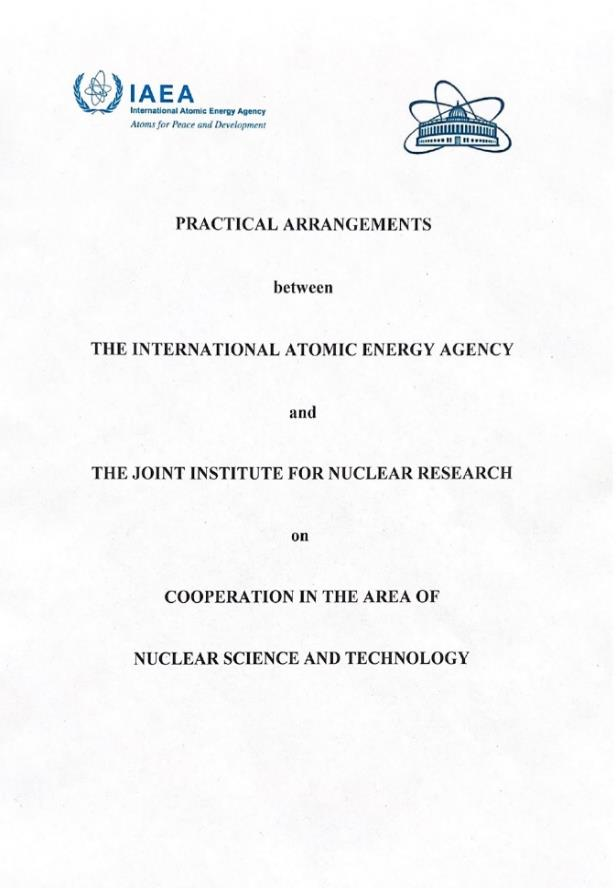 IAEA
International Atomic Energy Agency
Atoms for Peace and Development
PRACTICAL ARRANGEMENTS
between
THE INTERNATIONAL ATOMIC ENERGY AGENCY
and
THE JOINT INSTITUTE FOR NUCLEAR RESEARCH
on
COOPERATION IN THE AREA OF
NUCLEAR SCIENCE AND TECHNOLOGY